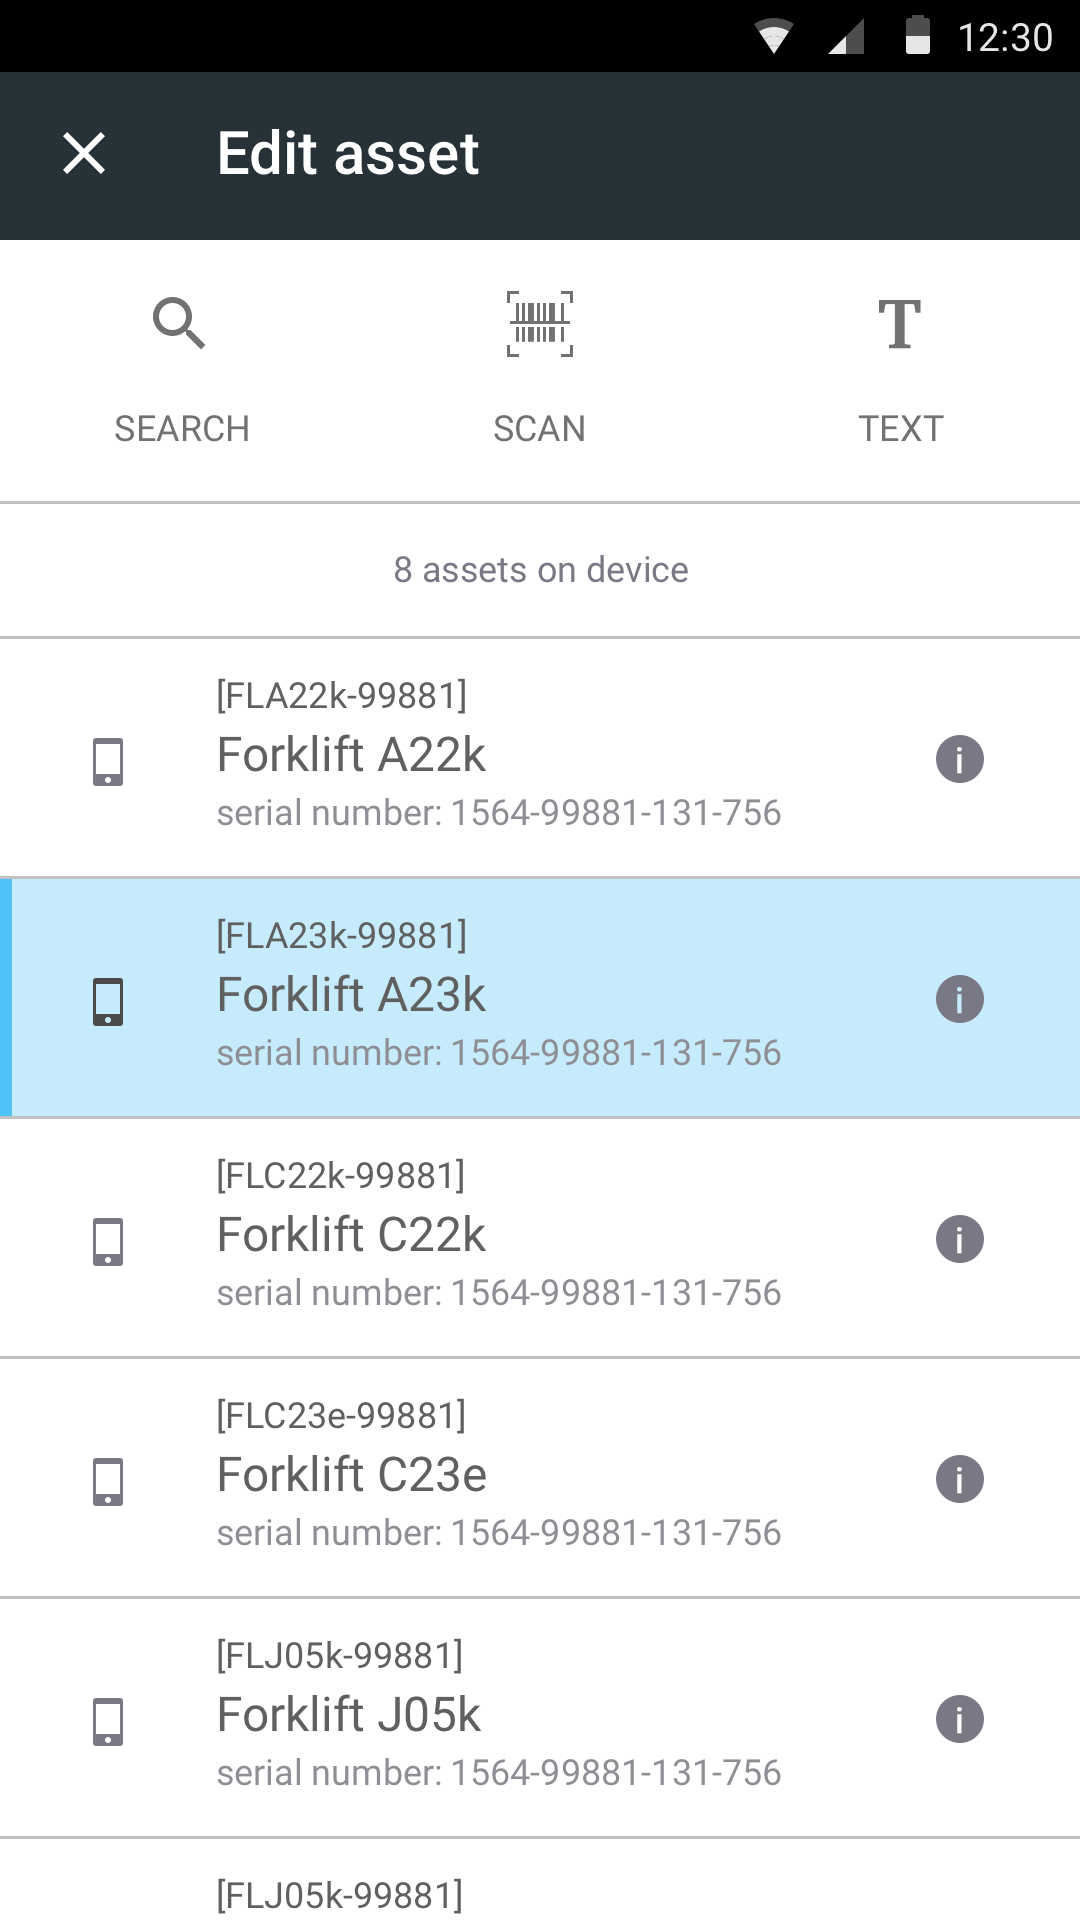 12:30
Edit asset
SEARCH SCAN TEXT
8 assets on device
[FLA22k-99881]
Forklift A22k
serial number: 1564-99881-131-756
[FLA23k-99881]
Forklift A23k
serial number: 1564-99881-131-756
[FLC22k-99881]
Forklift C22k
serial number: 1564-99881-131-756
[FLC23e-99881]
Forklift C23e
serial number: 1564-99881-131-756
[FLJ05k-99881]
Forklift J05k
serial number: 1564-99881-131-756
[FLJ05k-99881]